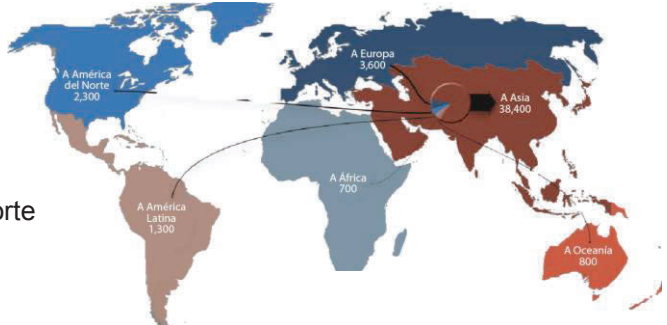 A América
del Norte
2,300
A Europa
3,600
A Asia
38,400
A África
700
A América
Latina
1,300
A Oceanía
800
orte